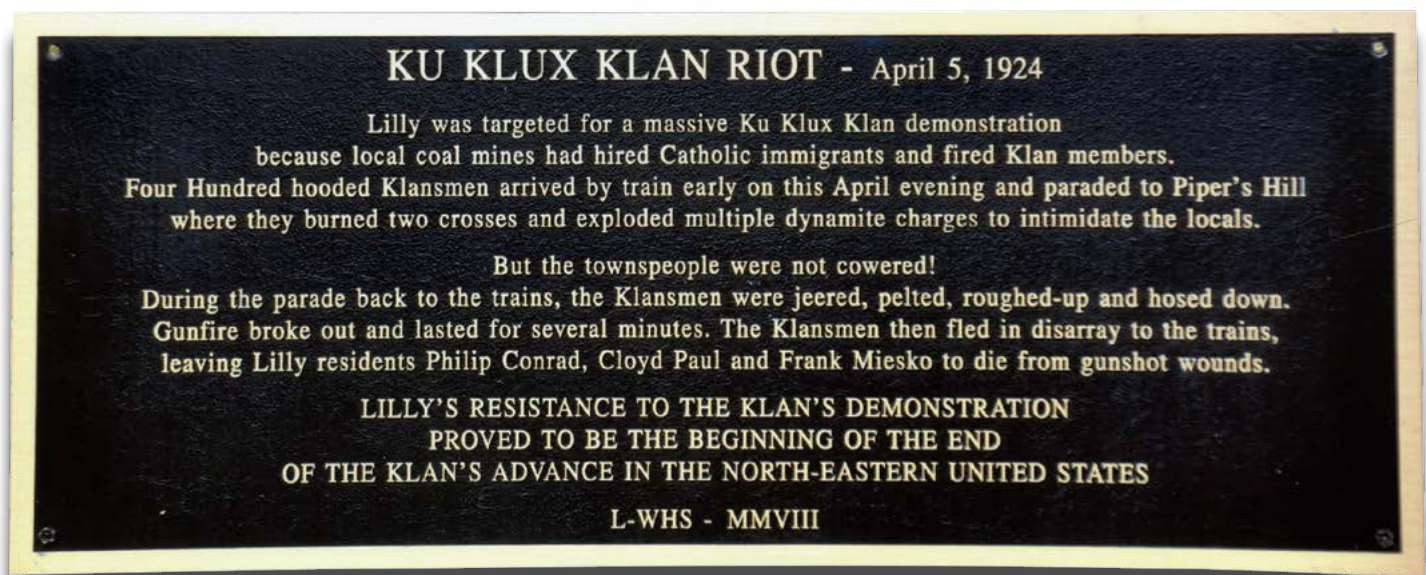 KU KLUX KLAN RIOT - April 5, 1924
Lilly was targeted for a massive Ku Klux Klan demonstration
because local coal mines had hired Catholic immigrants and fired Klan members.
Four Hundred hooded Klansmen arrived by train early on this April evening and paraded to Piper's Hill
where they burned two crosses and exploded multiple dynamite charges to intimidate the locals.
But the townspeople were not cowered!
During the parade back to the trains, the Klansmen were jeered, pelted, roughed-up and hosed down.
Gunfire broke out and lasted for several minutes. The Klansmen then fled in disarray to the trains,
leaving Lilly residents Philip Conrad, Cloyd Paul and Frank Miesko to die from gunshot wounds.
LILLY'S RESISTANCE TO THE KLAN'S DEMONSTRATION
PROVED TO BE THE BEGINNING OF THE END
OF THE KLAN'S ADVANCE IN THE NORTH-EASTERN UNITED STATES
L-WHS - MMVIII